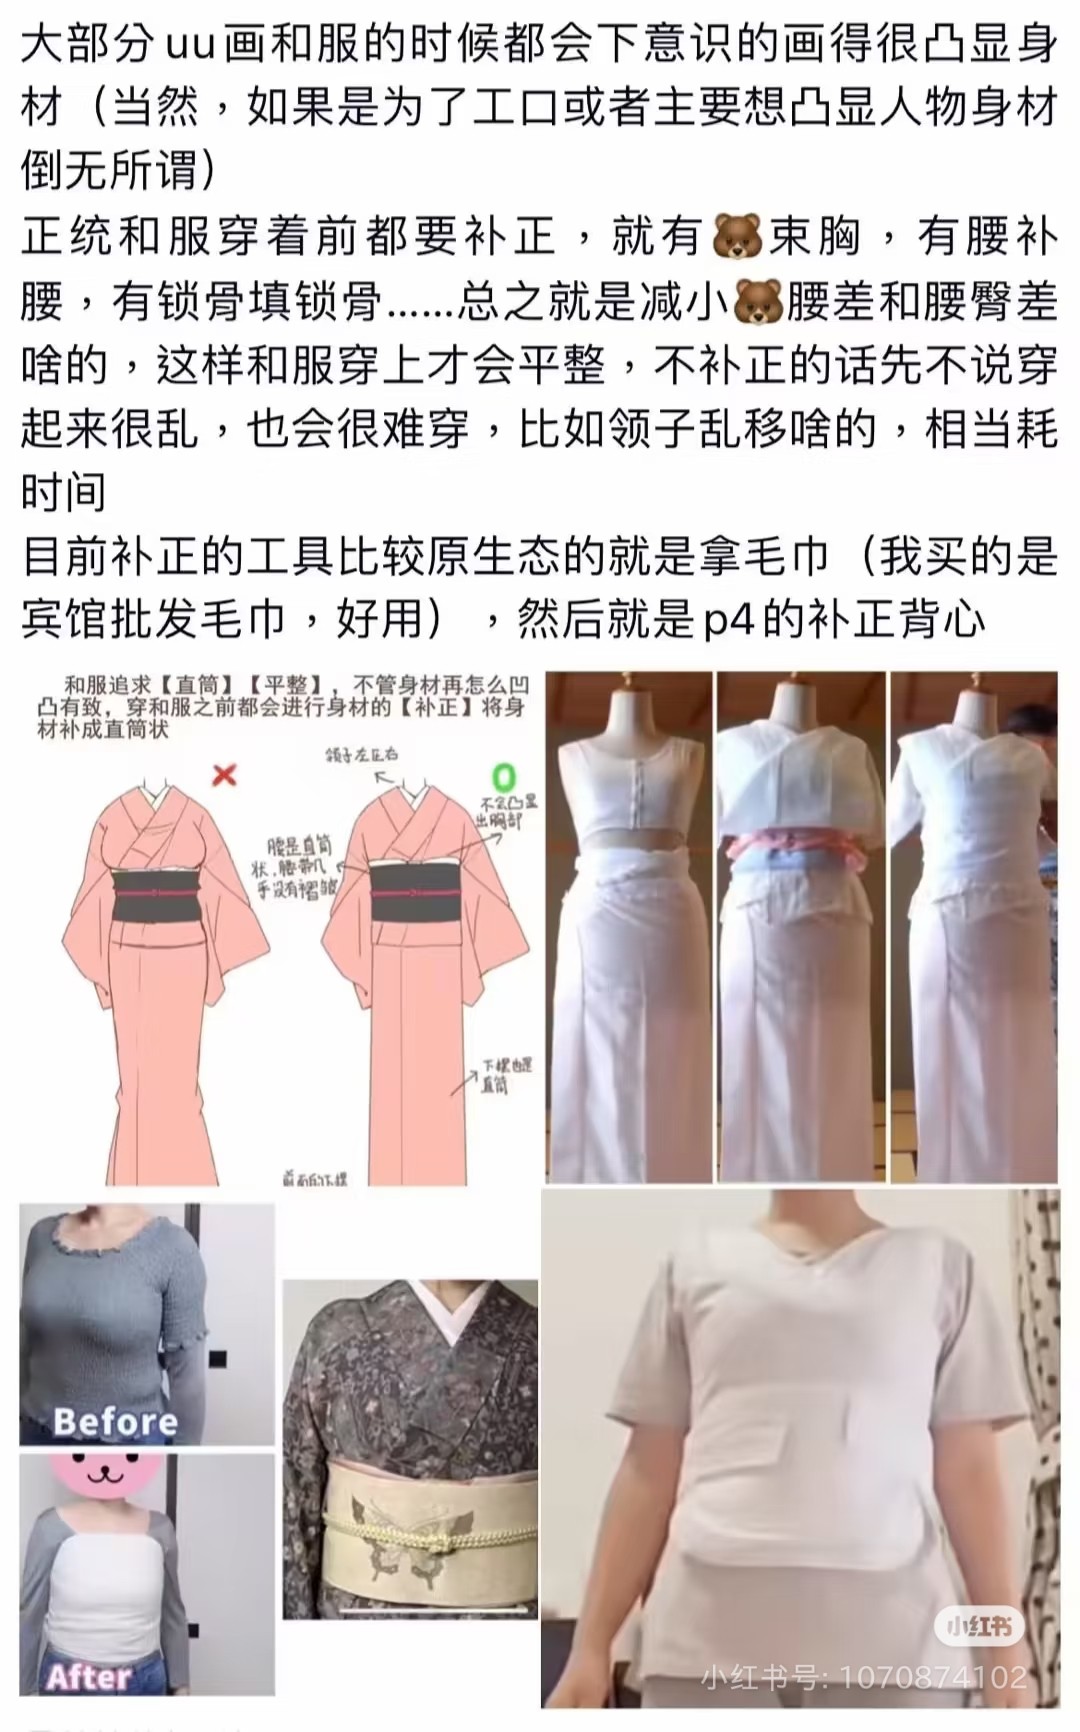 大部分uu画和服的时候都会下意识的画得很凸显身
材（当然，如果是为了工口或者主要想凸显人物身材
倒无所谓）
正统和服穿着前都要补正，就有🐻束胸，有腰补
腰，有锁骨填锁骨……总之就是减小🐻腰差和腰臀差
啥的，这样和服穿上才会平整，不补正的话先不说穿
起来很乱，也会很难穿，比如领子乱移啥的，相当耗
时间
目前补正的工具比较原生态的就是拿毛巾（我买的是
宾馆批发毛巾，好用），然后就是p4的补正背心
和服追求【直筒】【平整】，不管身材再怎么凹
凸有致，穿和服之前都会进行身材的【补正】将身
材补成直筒状
领子左压右
不会凸显
出胸部
腰是直筒
状，腰带几
乎没有褶皱
下摆也是
直筒
前面的下摆
Before
After
小红书
小红书号: 1070874102